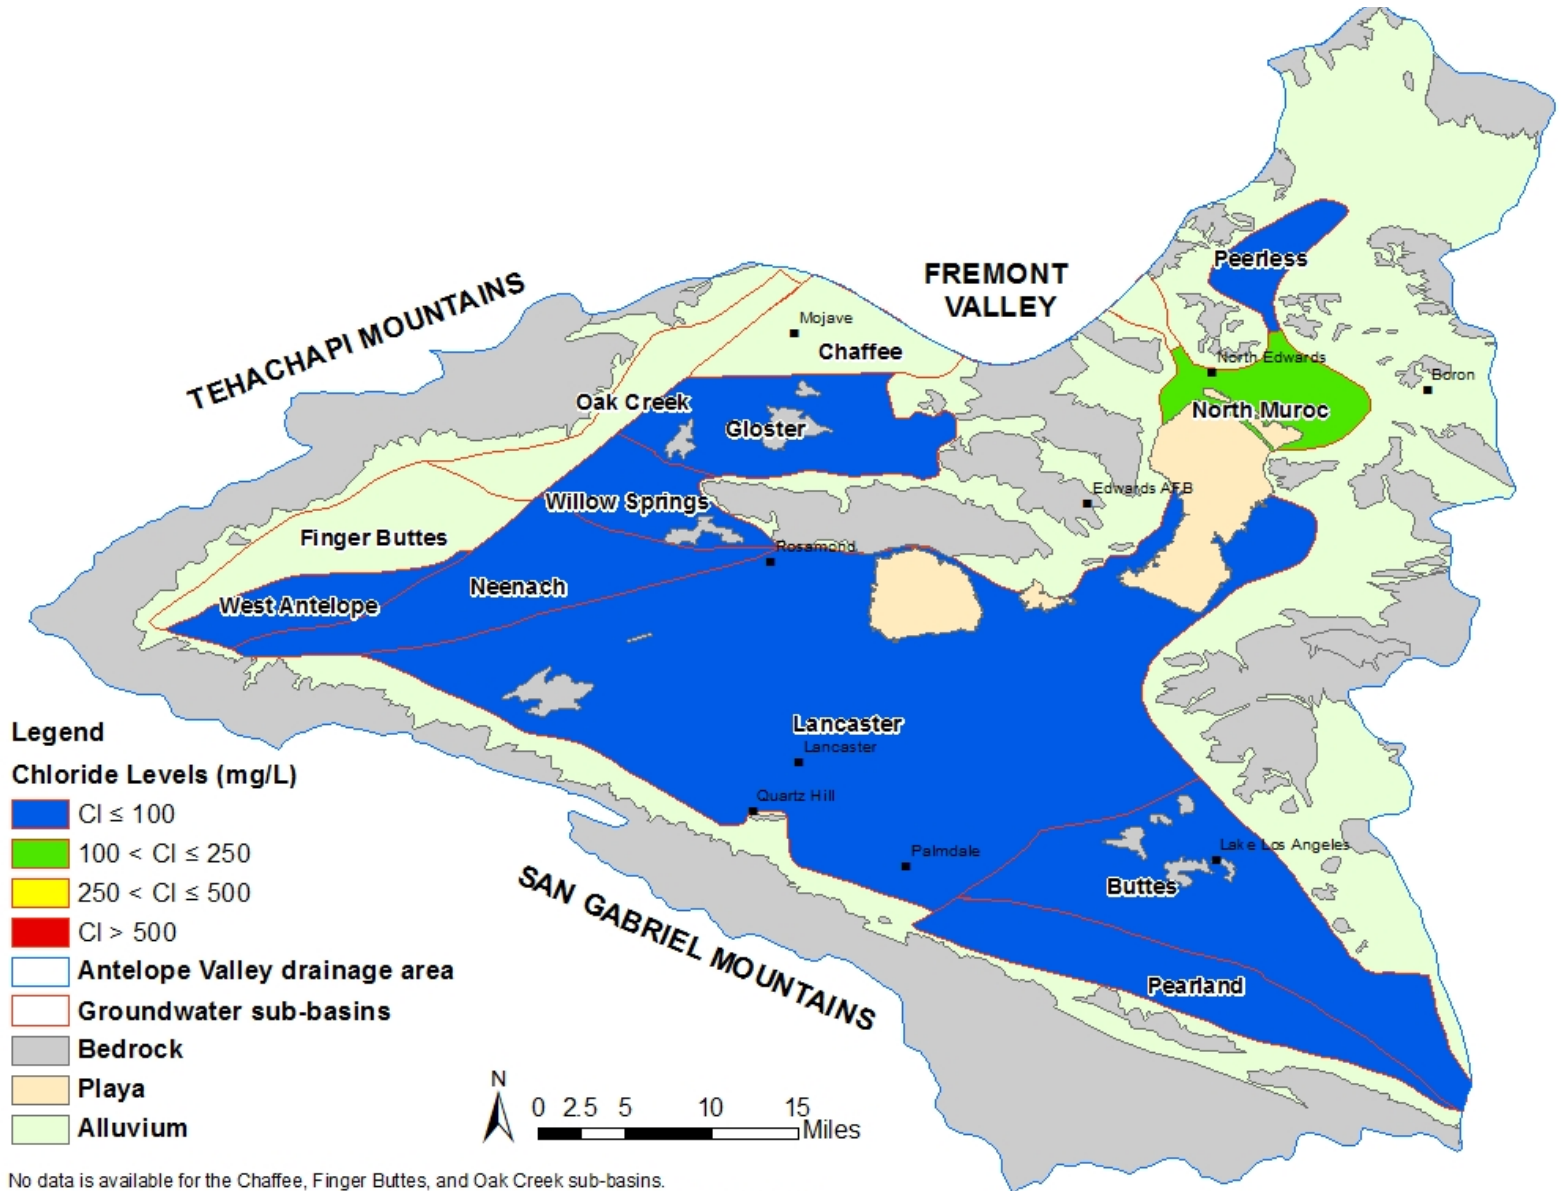 FREMONT
VALLEY
TEHACHAPI MOUNTAINS
Peerless
Mojave
Chaffee
North Edwards
Boron
Oak Creek
North Muroc
Gloster
Edwards AFB
Willow Springs
Finger Buttes
Rosamond
Neenach
West Antelope
Lancaster
Lancaster
Quartz Hill
Palmdale
Lake Los Angeles
Buttes
SAN GABRIEL MOUNTAINS
Pearland
Legend
Chloride Levels (mg/L)
Cl ≤ 100
100 < Cl ≤ 250
250 < Cl ≤ 500
Cl > 500
Antelope Valley drainage area
Groundwater sub-basins
Bedrock
Playa
Alluvium
N
0 2.5 5 10 15
Miles
No data is available for the Chaffee, Finger Buttes, and Oak Creek sub-basins.